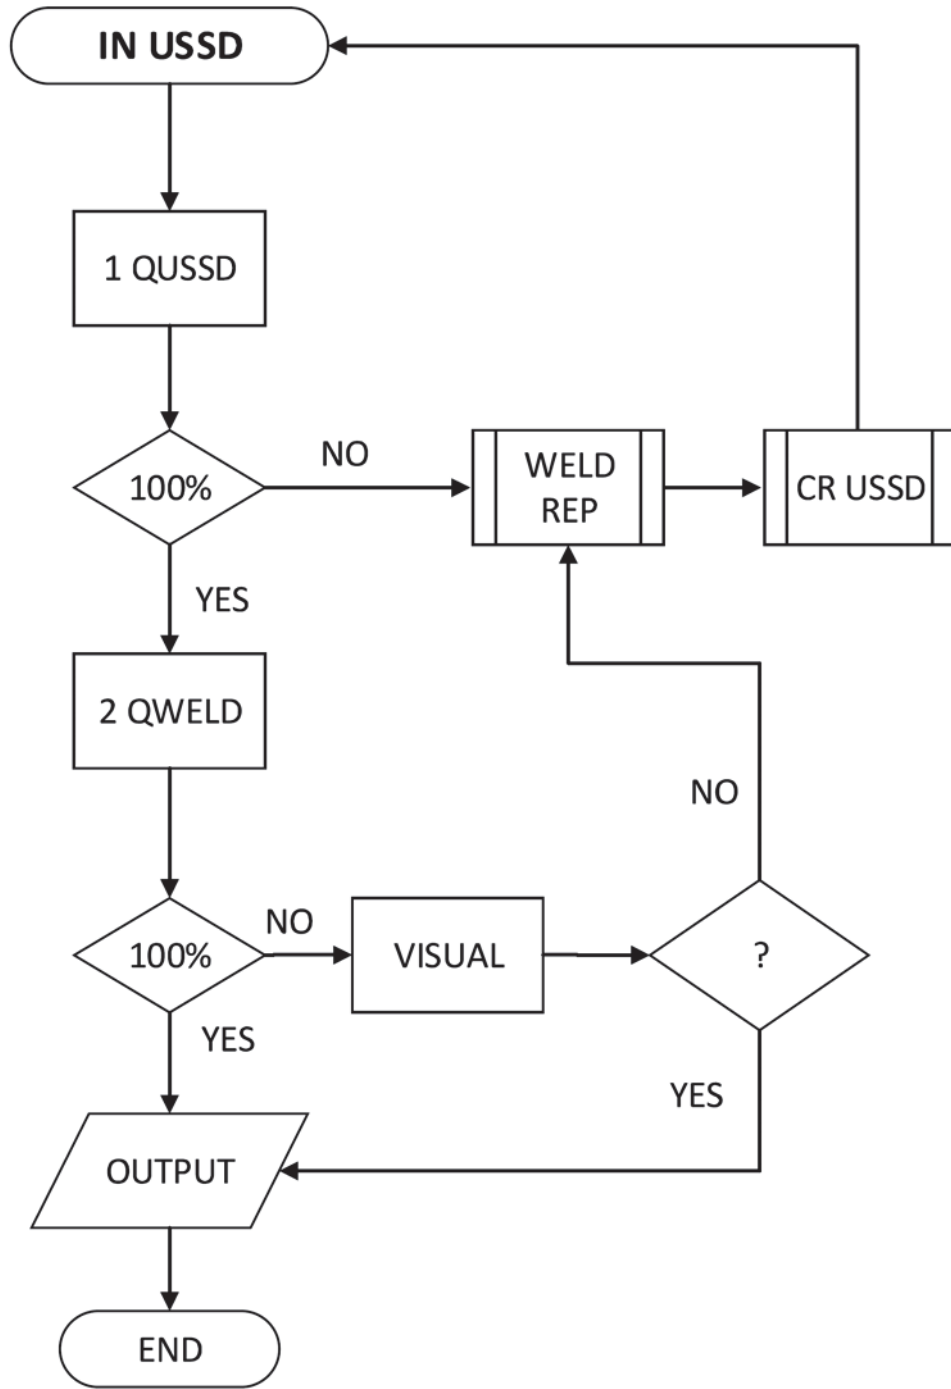 IN USSD
1 QUSSD
100%
NO
WELD
REP
CR USSD
YES
2 QWELD
NO
100%
NO
VISUAL
?
YES
YES
OUTPUT
END